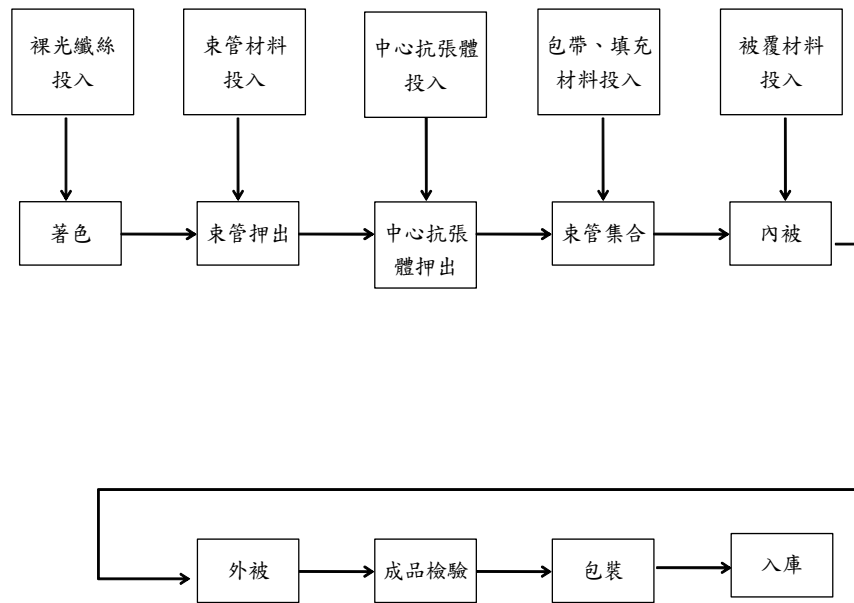 裸光纖絲
投入
束管材料
投入
中心抗張體
投入
包帶、填充
材料投入
被覆材料
投入
著色
束管押出
中心抗張
體押出
束管集合
內被
外被
成品檢驗
包裝
入庫